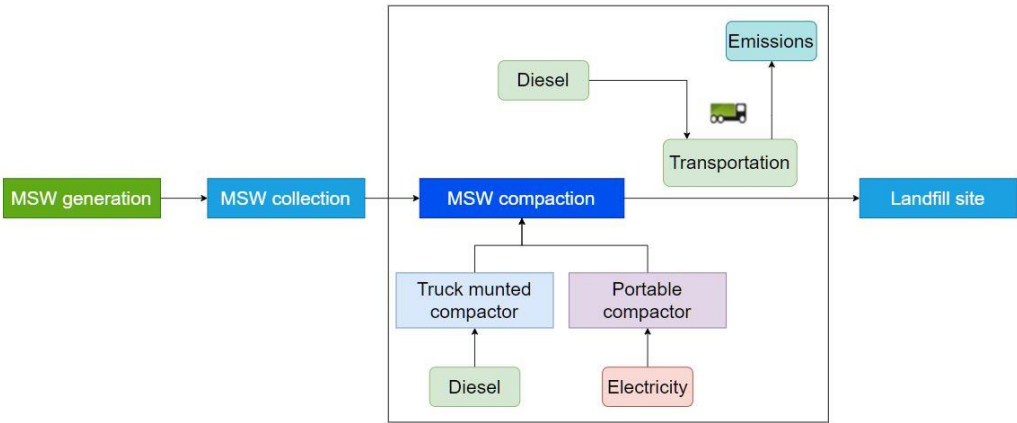 Emissions
Diesel
Transportation
MSW generation
MSW collection
MSW compaction
Landfill site
Truck munted
compactor
Portable
compactor
Diesel
Electricity